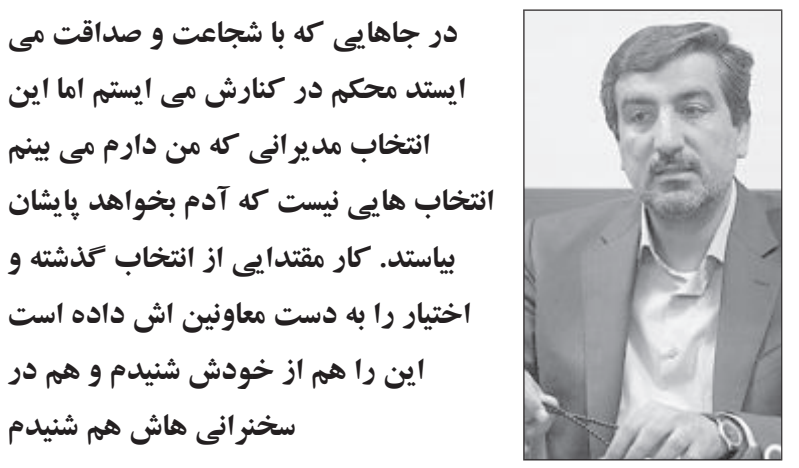 در جاهایی که با شجاعت و صداقت می
ایستد محکم در کنارش می ایستم اما این
انتخاب مدیرانی که من دارم می بینم
انتخاب هایی نیست که آدم بخواهد پایشان
بیاستد. کار مقتدایی از انتخاب گذشته و
اختیار را به دست معاونین اش داده است
این را هم از خودش شنیدم و هم در
سخنرانی هاش هم شنیدم